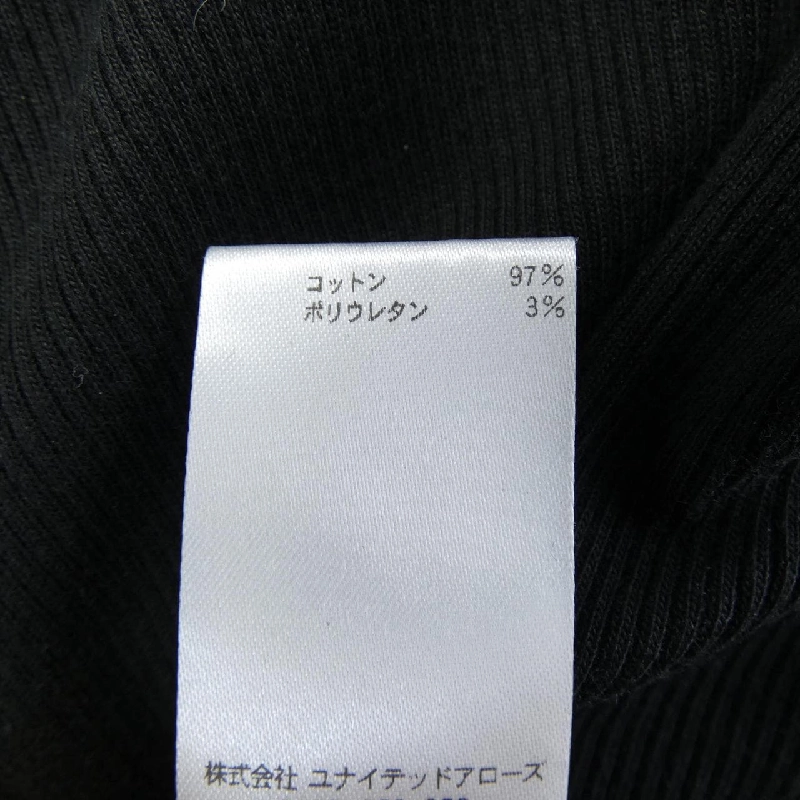 コットン 97%
ポリウレタン 3%
株式会社 ユナイテッドアローズ